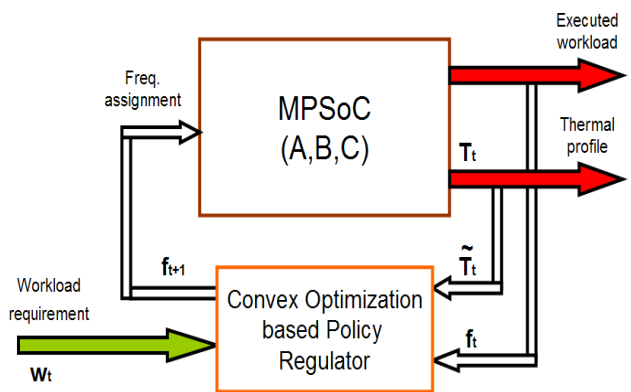 Executed
workload
Freq.
assignment
MPSoC
(A,B,C)
Thermal
profile
Tt
T̃t
ft+1
Workload
requirement
Convex Optimization
based Policy
Regulator
ft
Wt